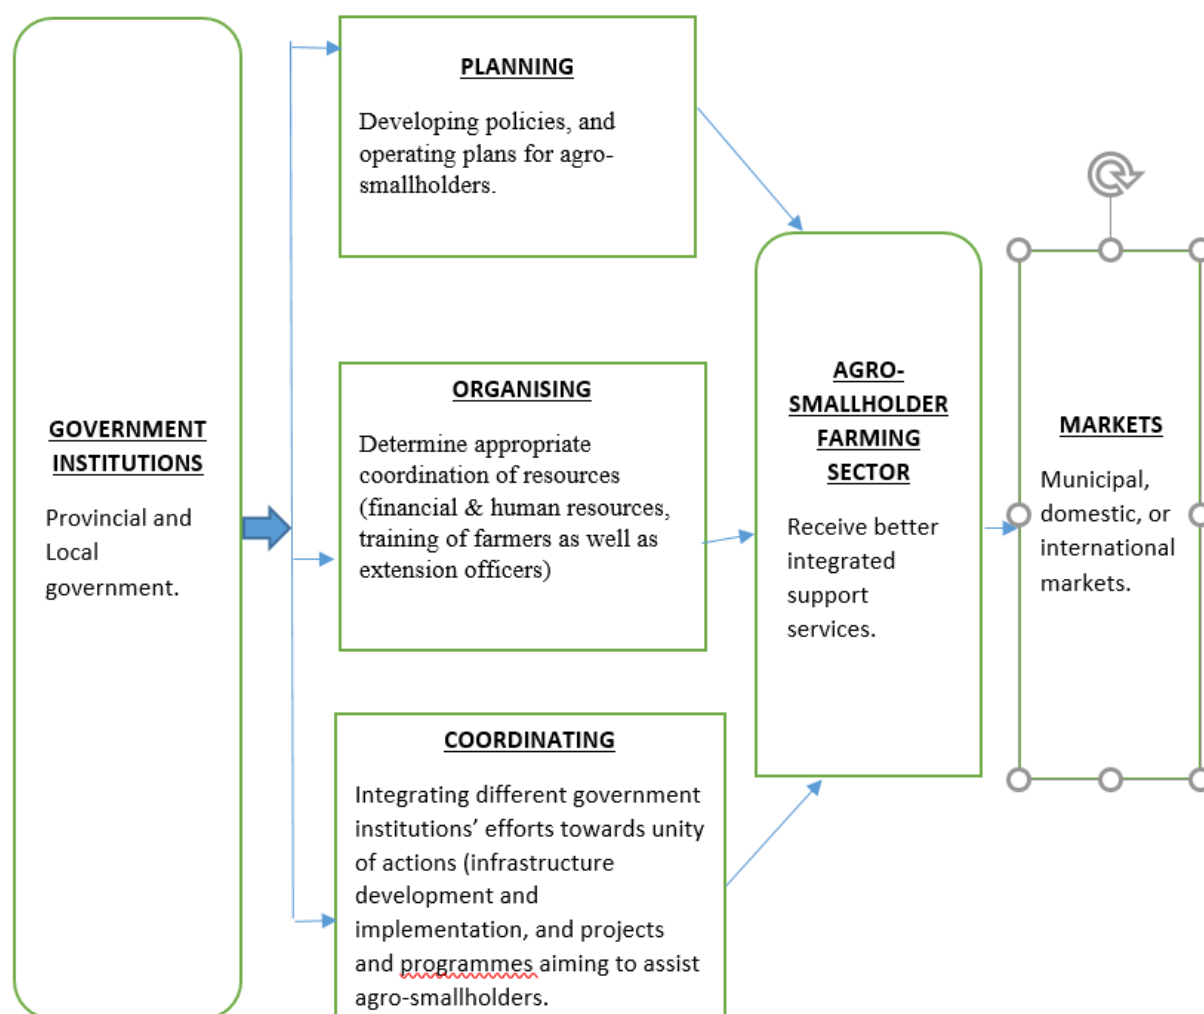 GOVERNMENT
INSTITUTIONS
Provincial and
Local
government.
PLANNING
Developing policies, and
operating plans for agro-
smallholders.
ORGANISING
Determine appropriate
coordination of resources
(financial & human resources,
training of farmers as well as
extension officers)
COORDINATING
Integrating different government
institutions’ efforts towards unity
of actions (infrastructure
development and
implementation, and projects
and programmes aiming to assist
agro-smallholders.
AGRO-
SMALLHOLDER
FARMING
SECTOR
Receive better
integrated
support
services.
MARKETS
Municipal,
domestic, or
international
markets.